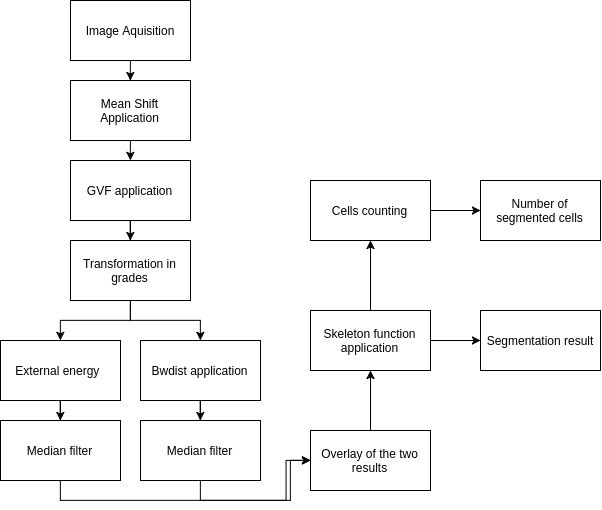 Image Aquisition
Mean Shift
Application
GVF application
Transformation in
grades
External energy
Bwdist application
Median filter
Median filter
Overlay of the two
results
Skeleton function
application
Segmentation result
Cells counting
Number of
segmented cells